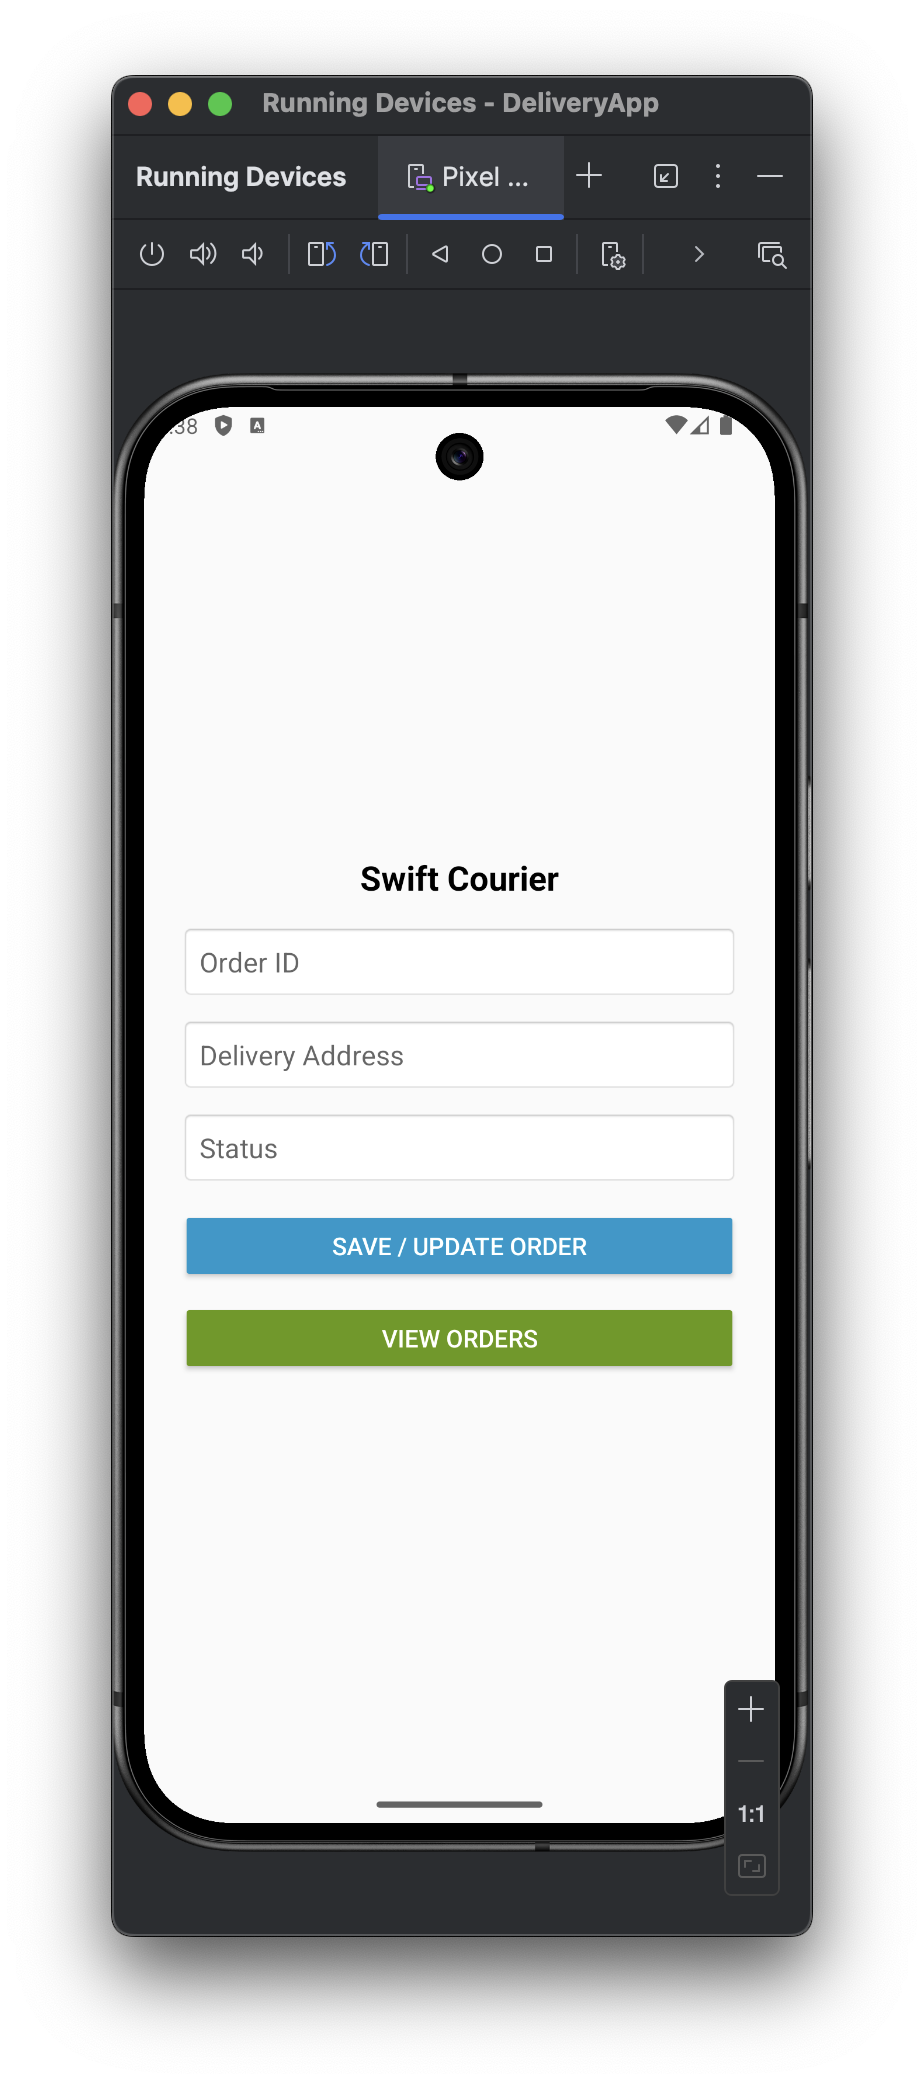 Running Devices - DeliveryApp
Running Devices
Pixel ...
:38
A
Swift Courier
Order ID
Delivery Address
Status
SAVE / UPDATE ORDER
VIEW ORDERS
1:1